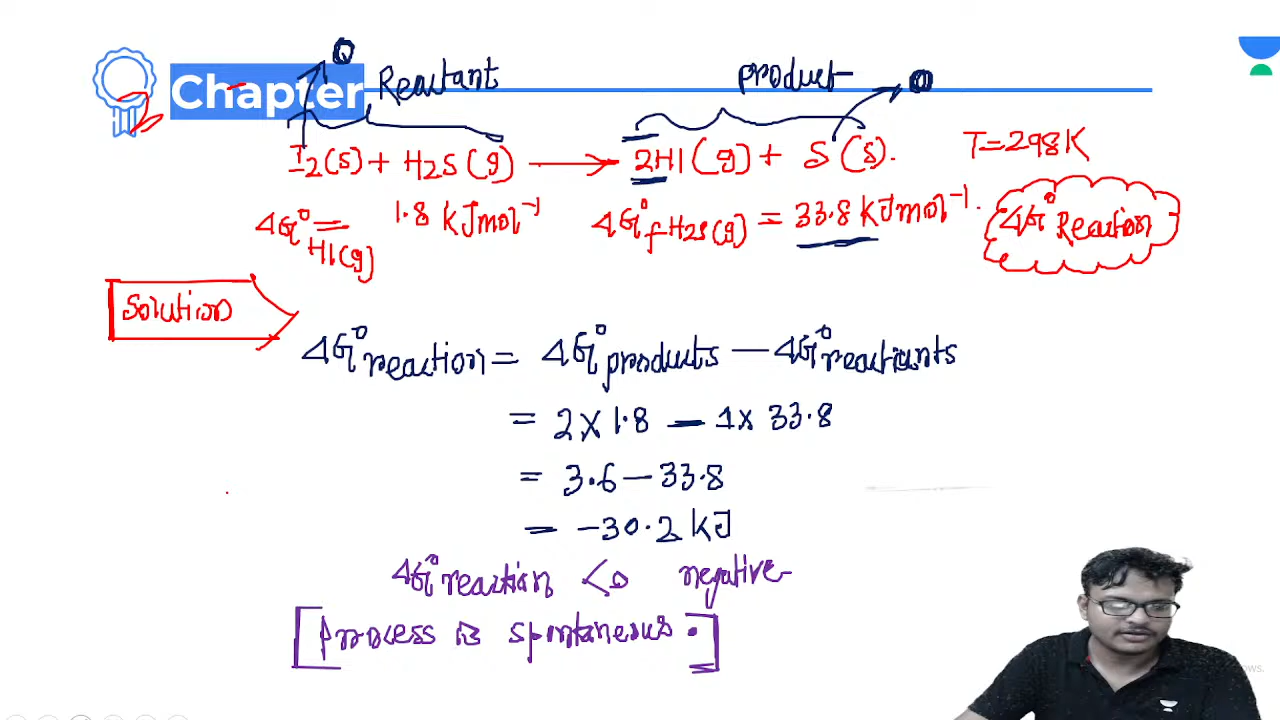 Chapter
Reactant
product
I2(s) + H2S(g) → 2HI(g) + S(s).
T=298K
ΔG°HI(g) = 1.8 kJmol⁻¹
ΔG°fH2S(g) = 33.8 kJmol⁻¹.
ΔG°Reaction
Solution
ΔG°reaction = ΔG°products – ΔG°reactants
= 2×1.8 – 1×33.8
= 3.6 – 33.8
= –30.2 kJ
ΔG°reaction <0 negative
[Process is spontaneous.]